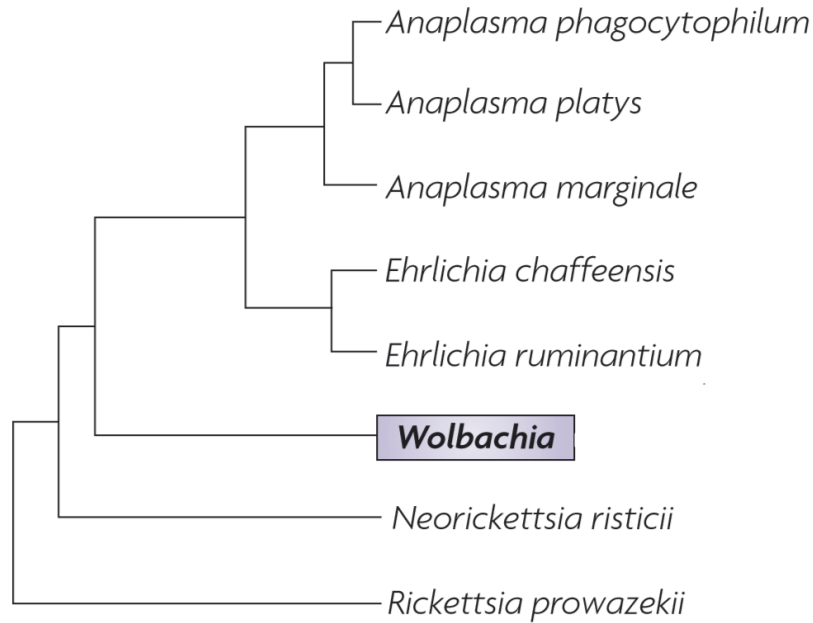 Anaplasma phagocytophilum
Anaplasma platys
Anaplasma marginale
Ehrlichia chaffeensis
Ehrlichia ruminantium
Wolbachia
Neorickettsia risticii
Rickettsia prowazekii